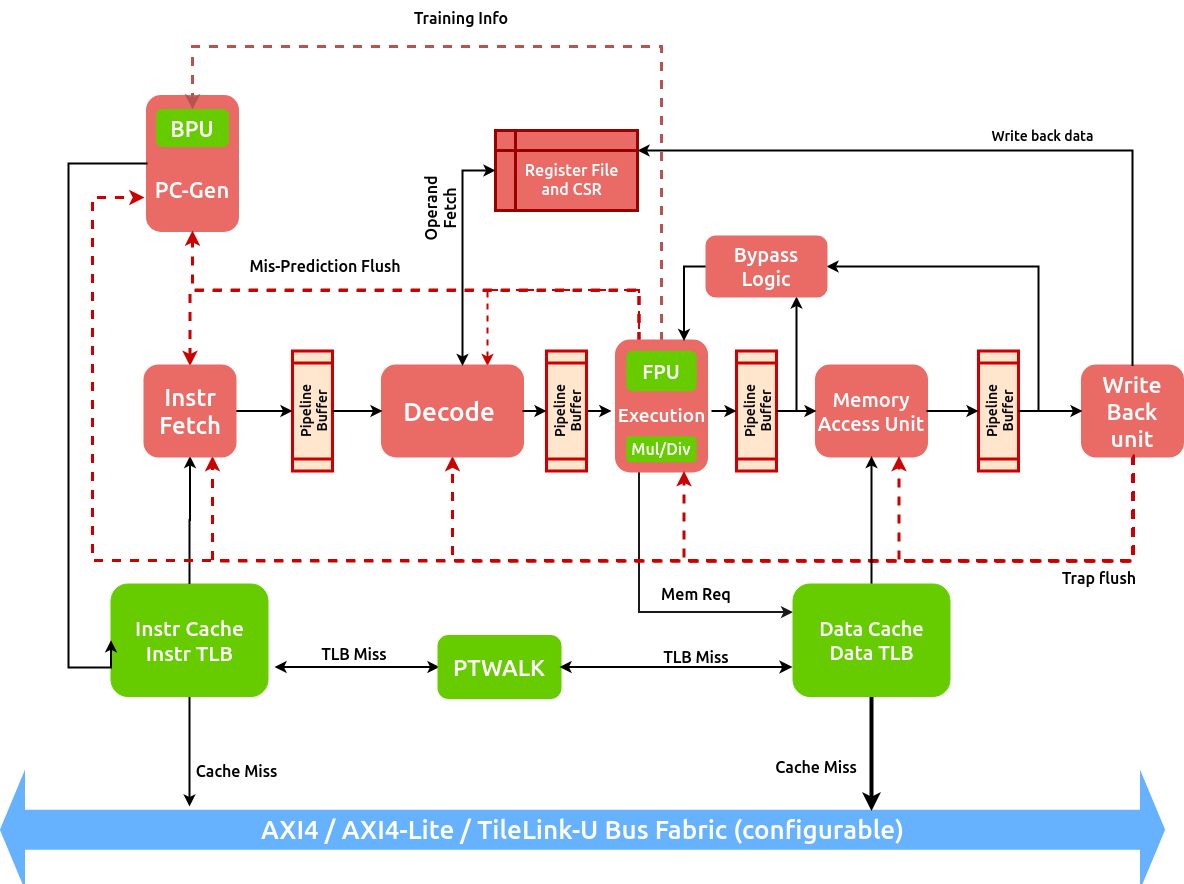 Training Info
BPU
PC-Gen
Write back data
Register File
and CSR
Operand
Fetch
Mis-Prediction Flush
Bypass
Logic
Instr
Fetch
Pipeline
Buffer
Decode
Pipeline
Buffer
FPU
Execution
Mul/Div
Pipeline
Buffer
Memory
Access Unit
Pipeline
Buffer
Write
Back
unit
Trap flush
Mem Req
Instr Cache
Instr TLB
TLB Miss
PTWALK
TLB Miss
Data Cache
Data TLB
Cache Miss
Cache Miss
AXI4 / AXI4-Lite / TileLink-U Bus Fabric (configurable)